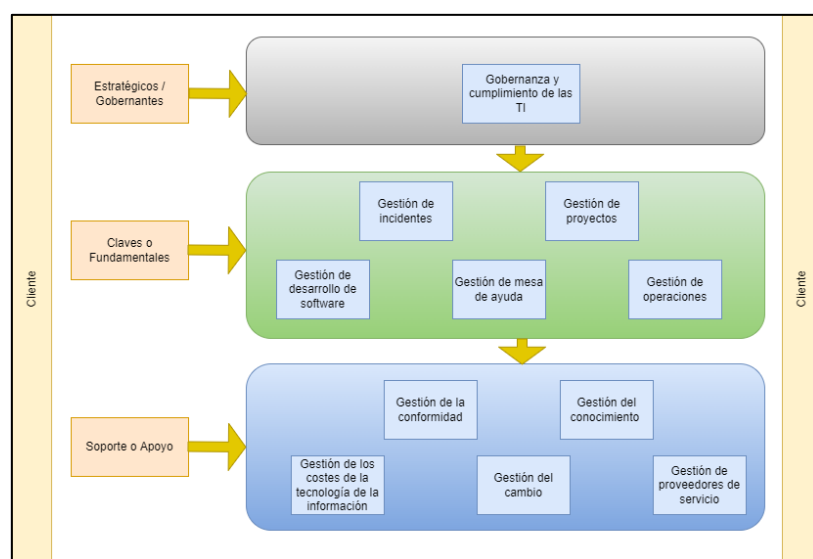 Cliente
Estratégicos /
Gobernantes
Gobernanza y
cumplimiento de las
TI
Claves o
Fundamentales
Gestión de
incidentes
Gestión de
proyectos
Gestión de
desarrollo de
software
Gestión de mesa
de ayuda
Gestión de
operaciones
Soporte o Apoyo
Gestión de la
conformidad
Gestión del
conocimiento
Gestión de los
costes de la
tecnología de la
información
Gestión del
cambio
Gestión de
proveedores de
servicio
Cliente